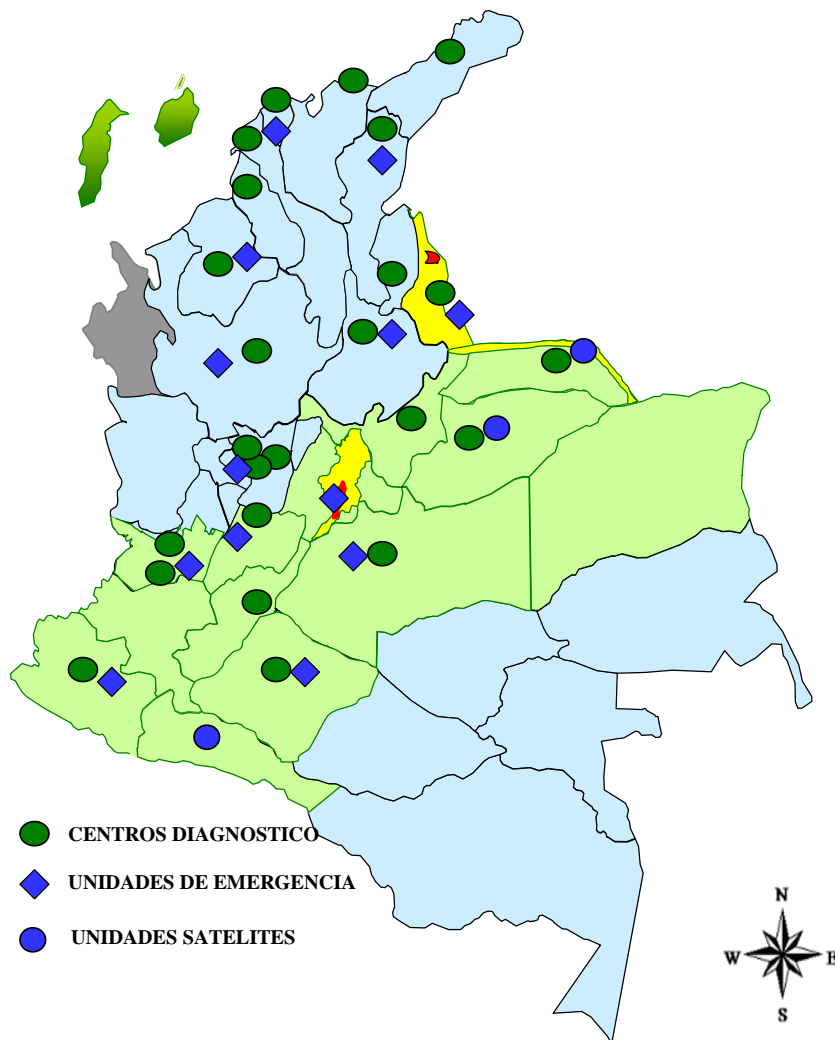 CENTROS DIAGNOSTICO
UNIDADES DE EMERGENCIA
UNIDADES SATELITES
N
W E
S